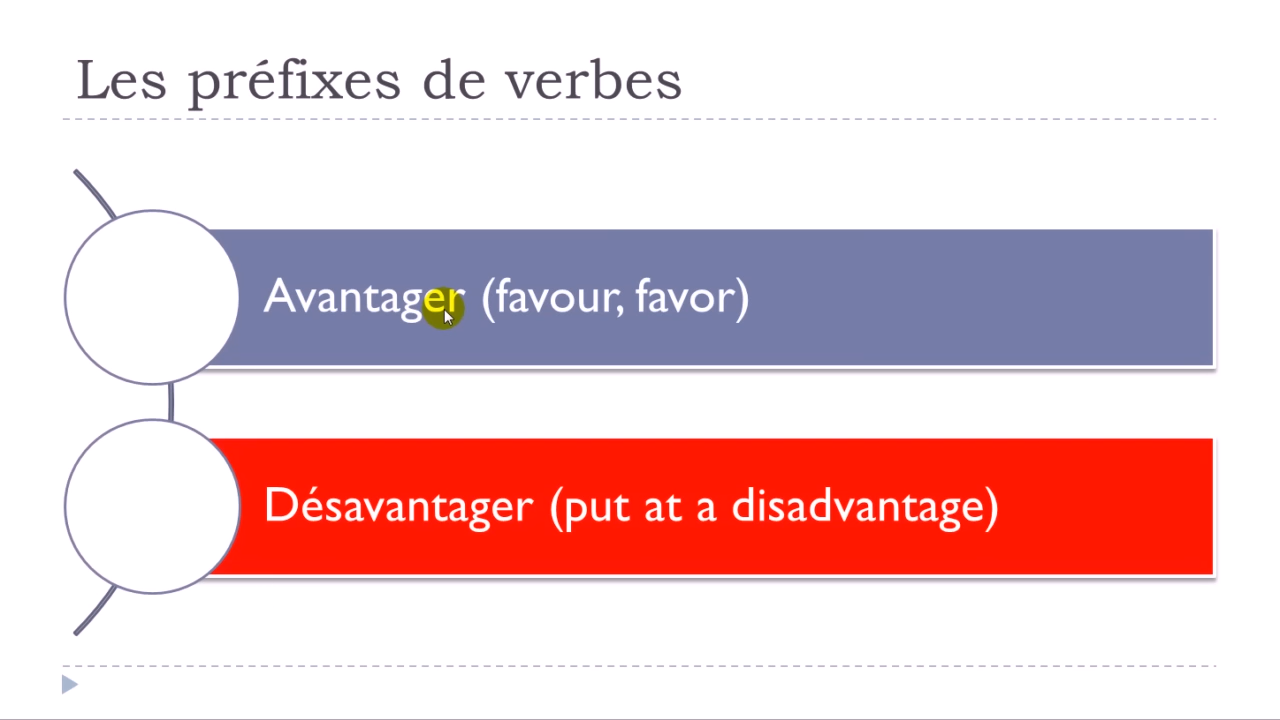 Les préfixes de verbes
Avantager (favour, favor)
Désavantager (put at a disadvantage)